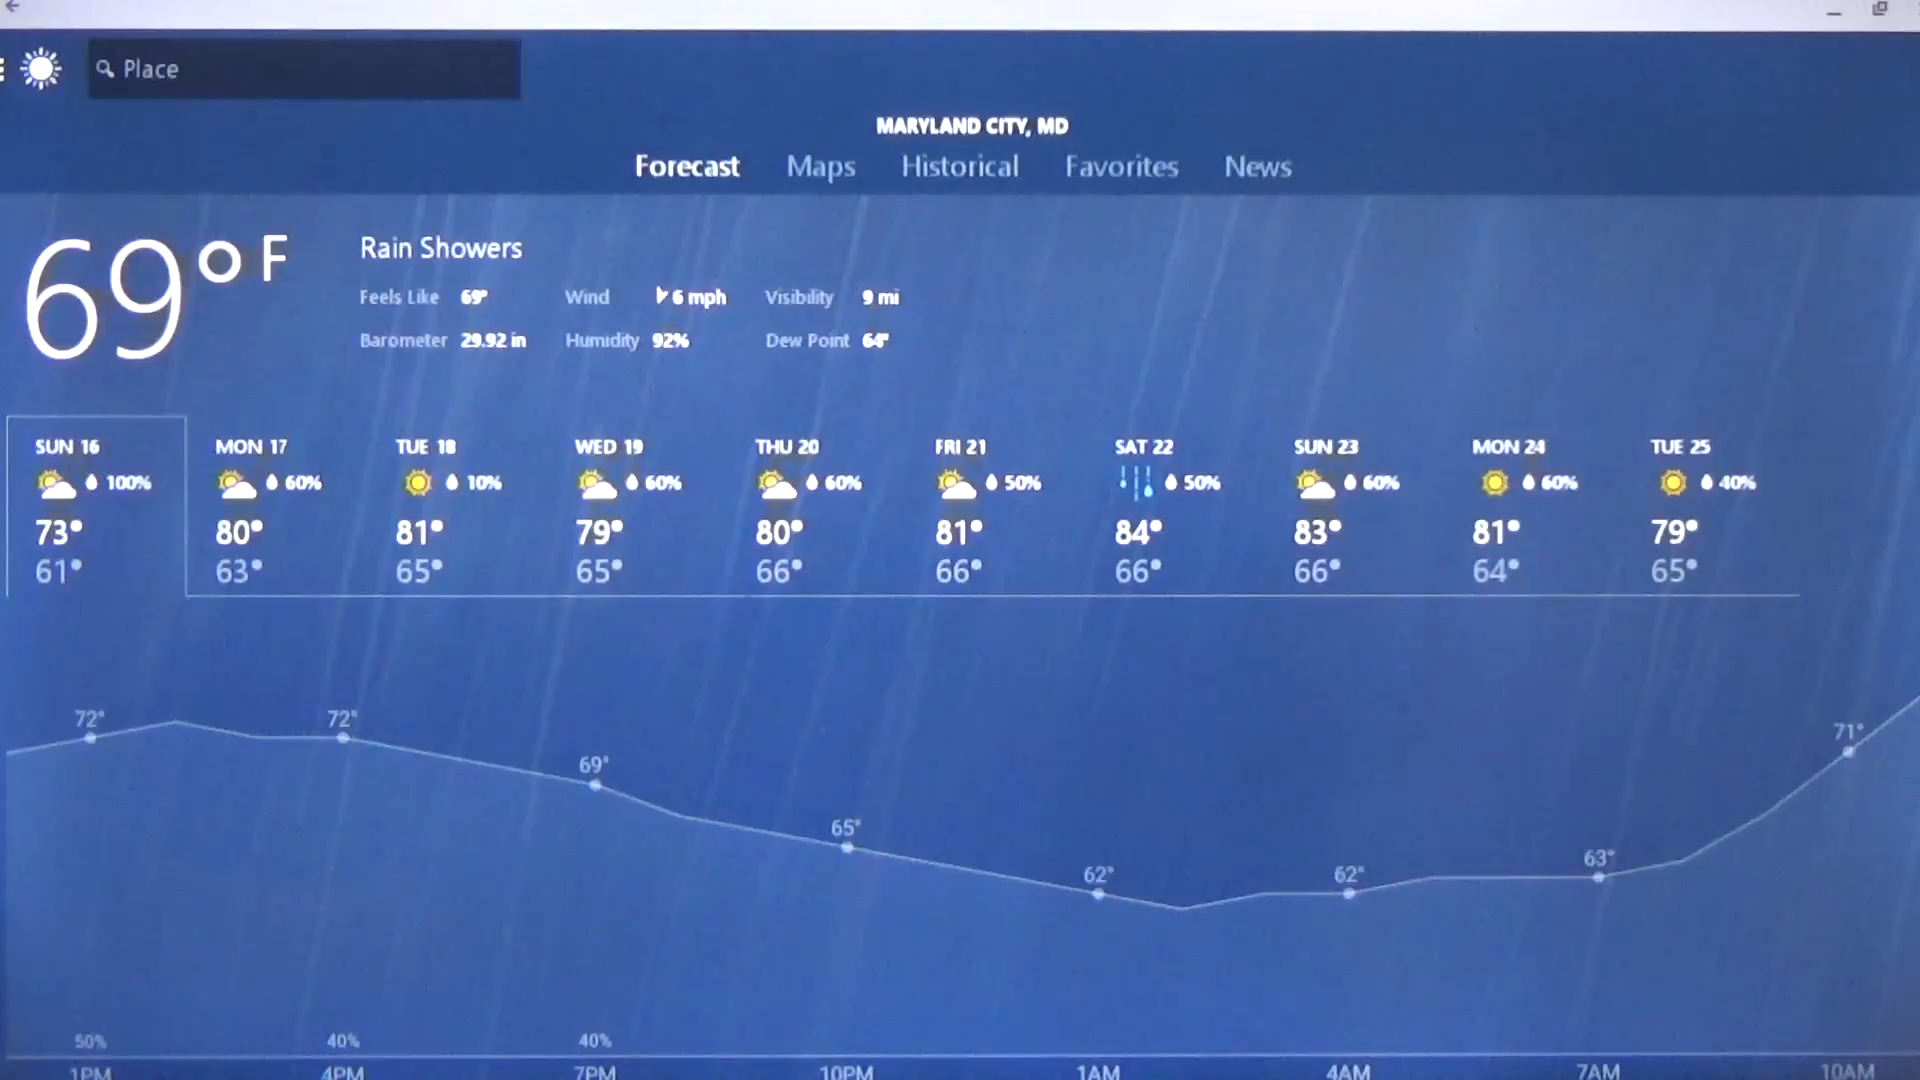 Place
MARYLAND CITY, MD
Forecast Maps Historical Favorites News
69°F
Rain Showers
Feels Like 69° Wind 6 mph Visibility 9 mi
Barometer 29.92 in Humidity 92% Dew Point 64°
SUN 16 MON 17 TUE 18 WED 19 THU 20 FRI 21 SAT 22 SUN 23 MON 24 TUE 25
100% 60% 10% 60% 60% 50% 50% 60% 60% 40%
73° 80° 81° 79° 80° 81° 84° 83° 81° 79°
61° 63° 65° 65° 66° 66° 66° 66° 64° 65°
72° 72° 69° 65° 62° 62° 63° 71°
50% 40% 40%
1PM 4PM 7PM 10PM 1AM 4AM 7AM 10AM